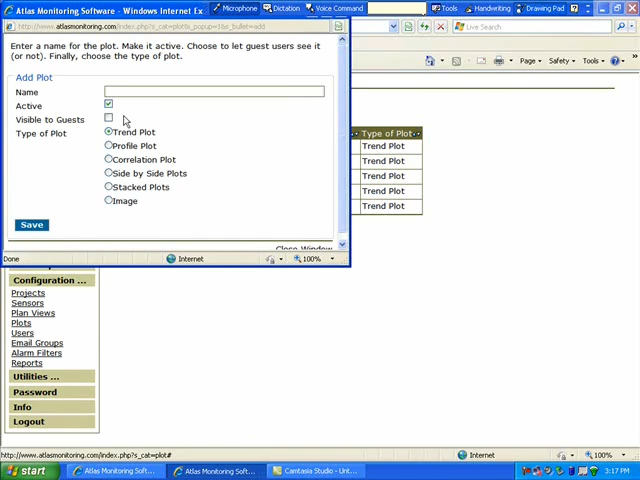 Atlas Monitoring Software - Windows Internet Ex
Microphone
Dictation
Voice Command
Tools
Handwriting
Drawing Pad
http://www.atlasmonitoring.com/index.php?s_cat=plot&s_popup=1&s_bullet=add
Live Search
Enter a name for the plot. Make it active. Choose to let guest users see it
(or not). Finally, choose the type of plot.
Page
Safety
Tools
Add Plot
Name
Active
Visible to Guests
Type of Plot
Trend Plot
Profile Plot
Correlation Plot
Side by Side Plots
Stacked Plots
Image
Save
Close Window
Done
Internet
100%
Type of Plot
Trend Plot
Trend Plot
Trend Plot
Trend Plot
Trend Plot
Configuration ...
Projects
Sensors
Plan Views
Plots
Users
Email Groups
Alarm Filters
Reports
Utilities ...
Password
Info
Logout
http://www.atlasmonitoring.com/index.php?s_cat=plot#
Internet
100%
start
Atlas Monitoring Soft...
Atlas Monitoring Soft...
Camtasia Studio - Unt...
3:17 PM